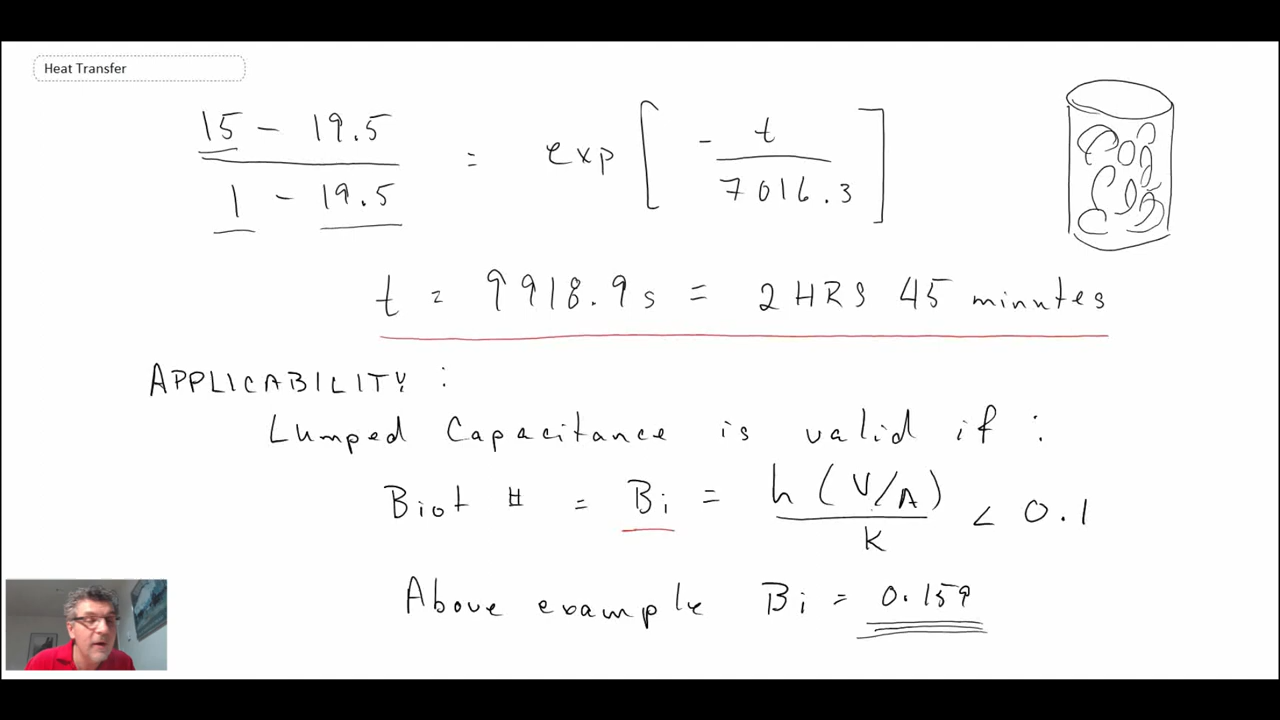 Heat Transfer
15 - 19.5 / 1 - 19.5 = exp [ - t / 7016.3 ]
t = 9918.9 s = 2 HRS 45 minutes
APPLICABILITY :
Lumped Capacitance is valid if :
Biot # = Bi = h (V/A) / K < 0.1
Above example Bi = 0.159